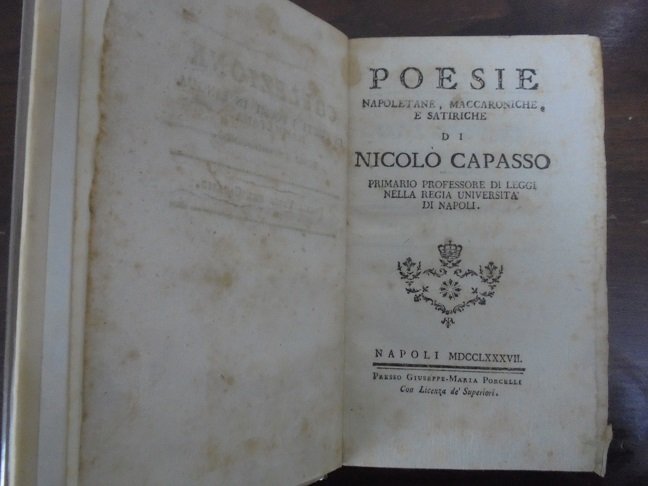 POESIE
NAPOLETANE, MACCARONICHE,
E SATIRICHE
DI
NICOLÒ CAPASSO
PRIMARIO PROFESSORE DI LEGGI
NELLA REGIA UNIVERSITA'
DI NAPOLI.
NAPOLI MDCCLXXXVII.
PRESSO GIUSEPPE-MARIA PORCELLI
Con Licenza de' Superiori.